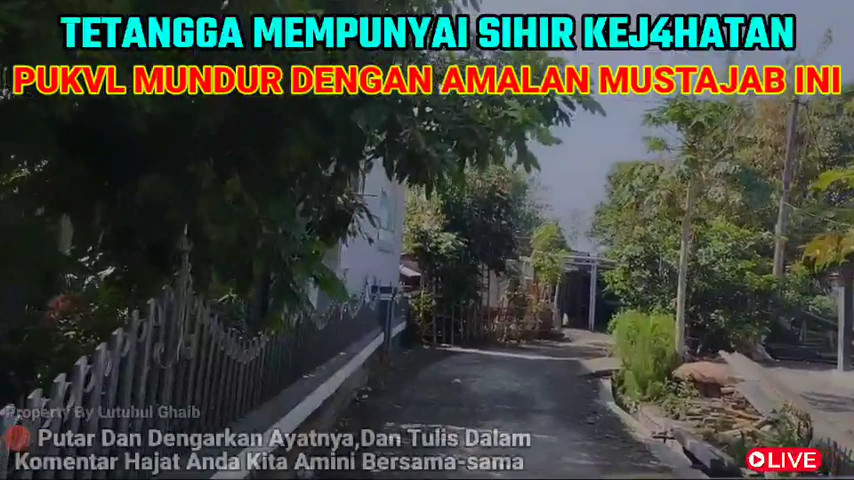 TETANGGA MEMPUNYAI SIHIR KEJ4HATAN
PUKVL MUNDUR DENGAN AMALAN MUSTAJAB INI
Property By Lutubul Ghaib
Putar Dan Dengarkan Ayatnya,Dan Tulis Dalam
Komentar Hajat Anda Kita Amini Bersama-sama
LIVE